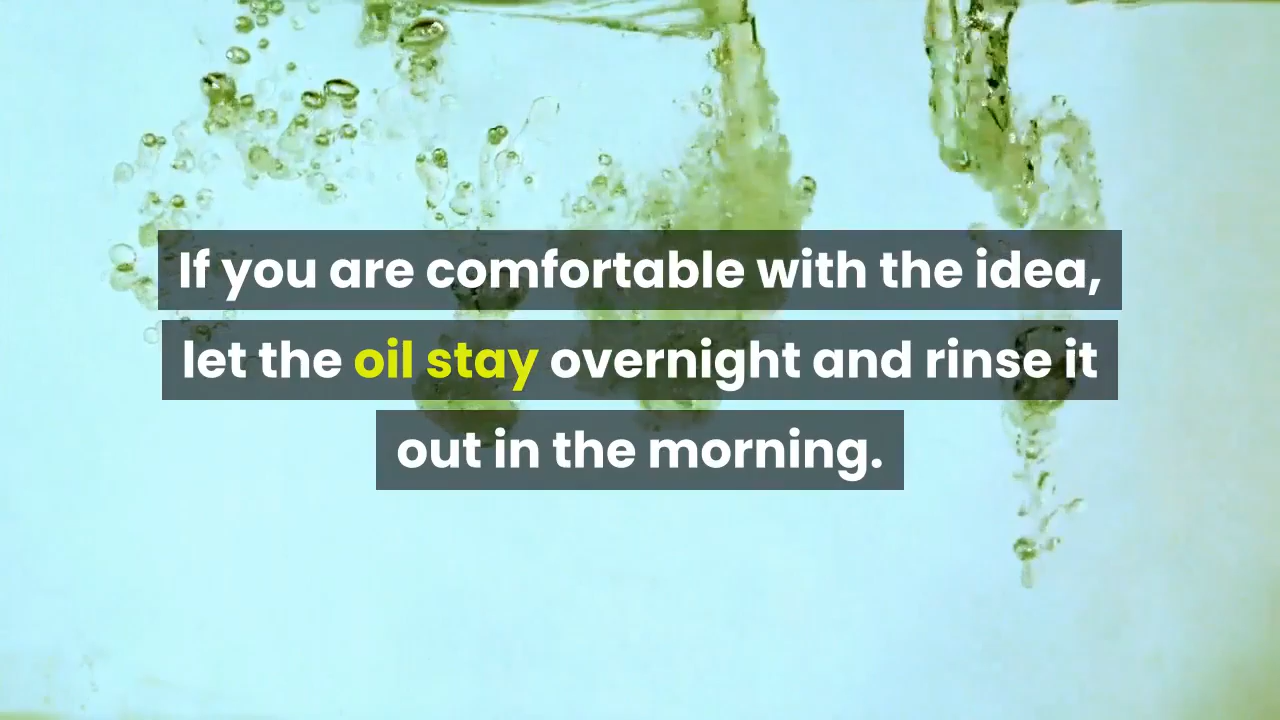 If you are comfortable with the idea,
let the oil stay overnight and rinse it
out in the morning.